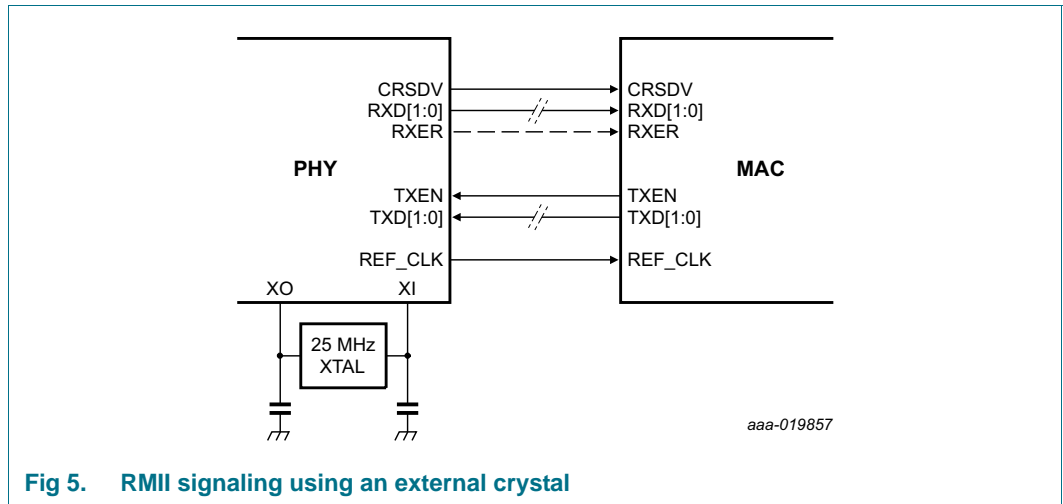 CRSDV CRSDV
RXD[1:0] RXD[1:0]
RXER RXER
PHY MAC
TXEN TXEN
TXD[1:0] TXD[1:0]
REF_CLK REF_CLK
XO XI
25 MHz
XTAL
aaa-019857
Fig 5. RMII signaling using an external crystal